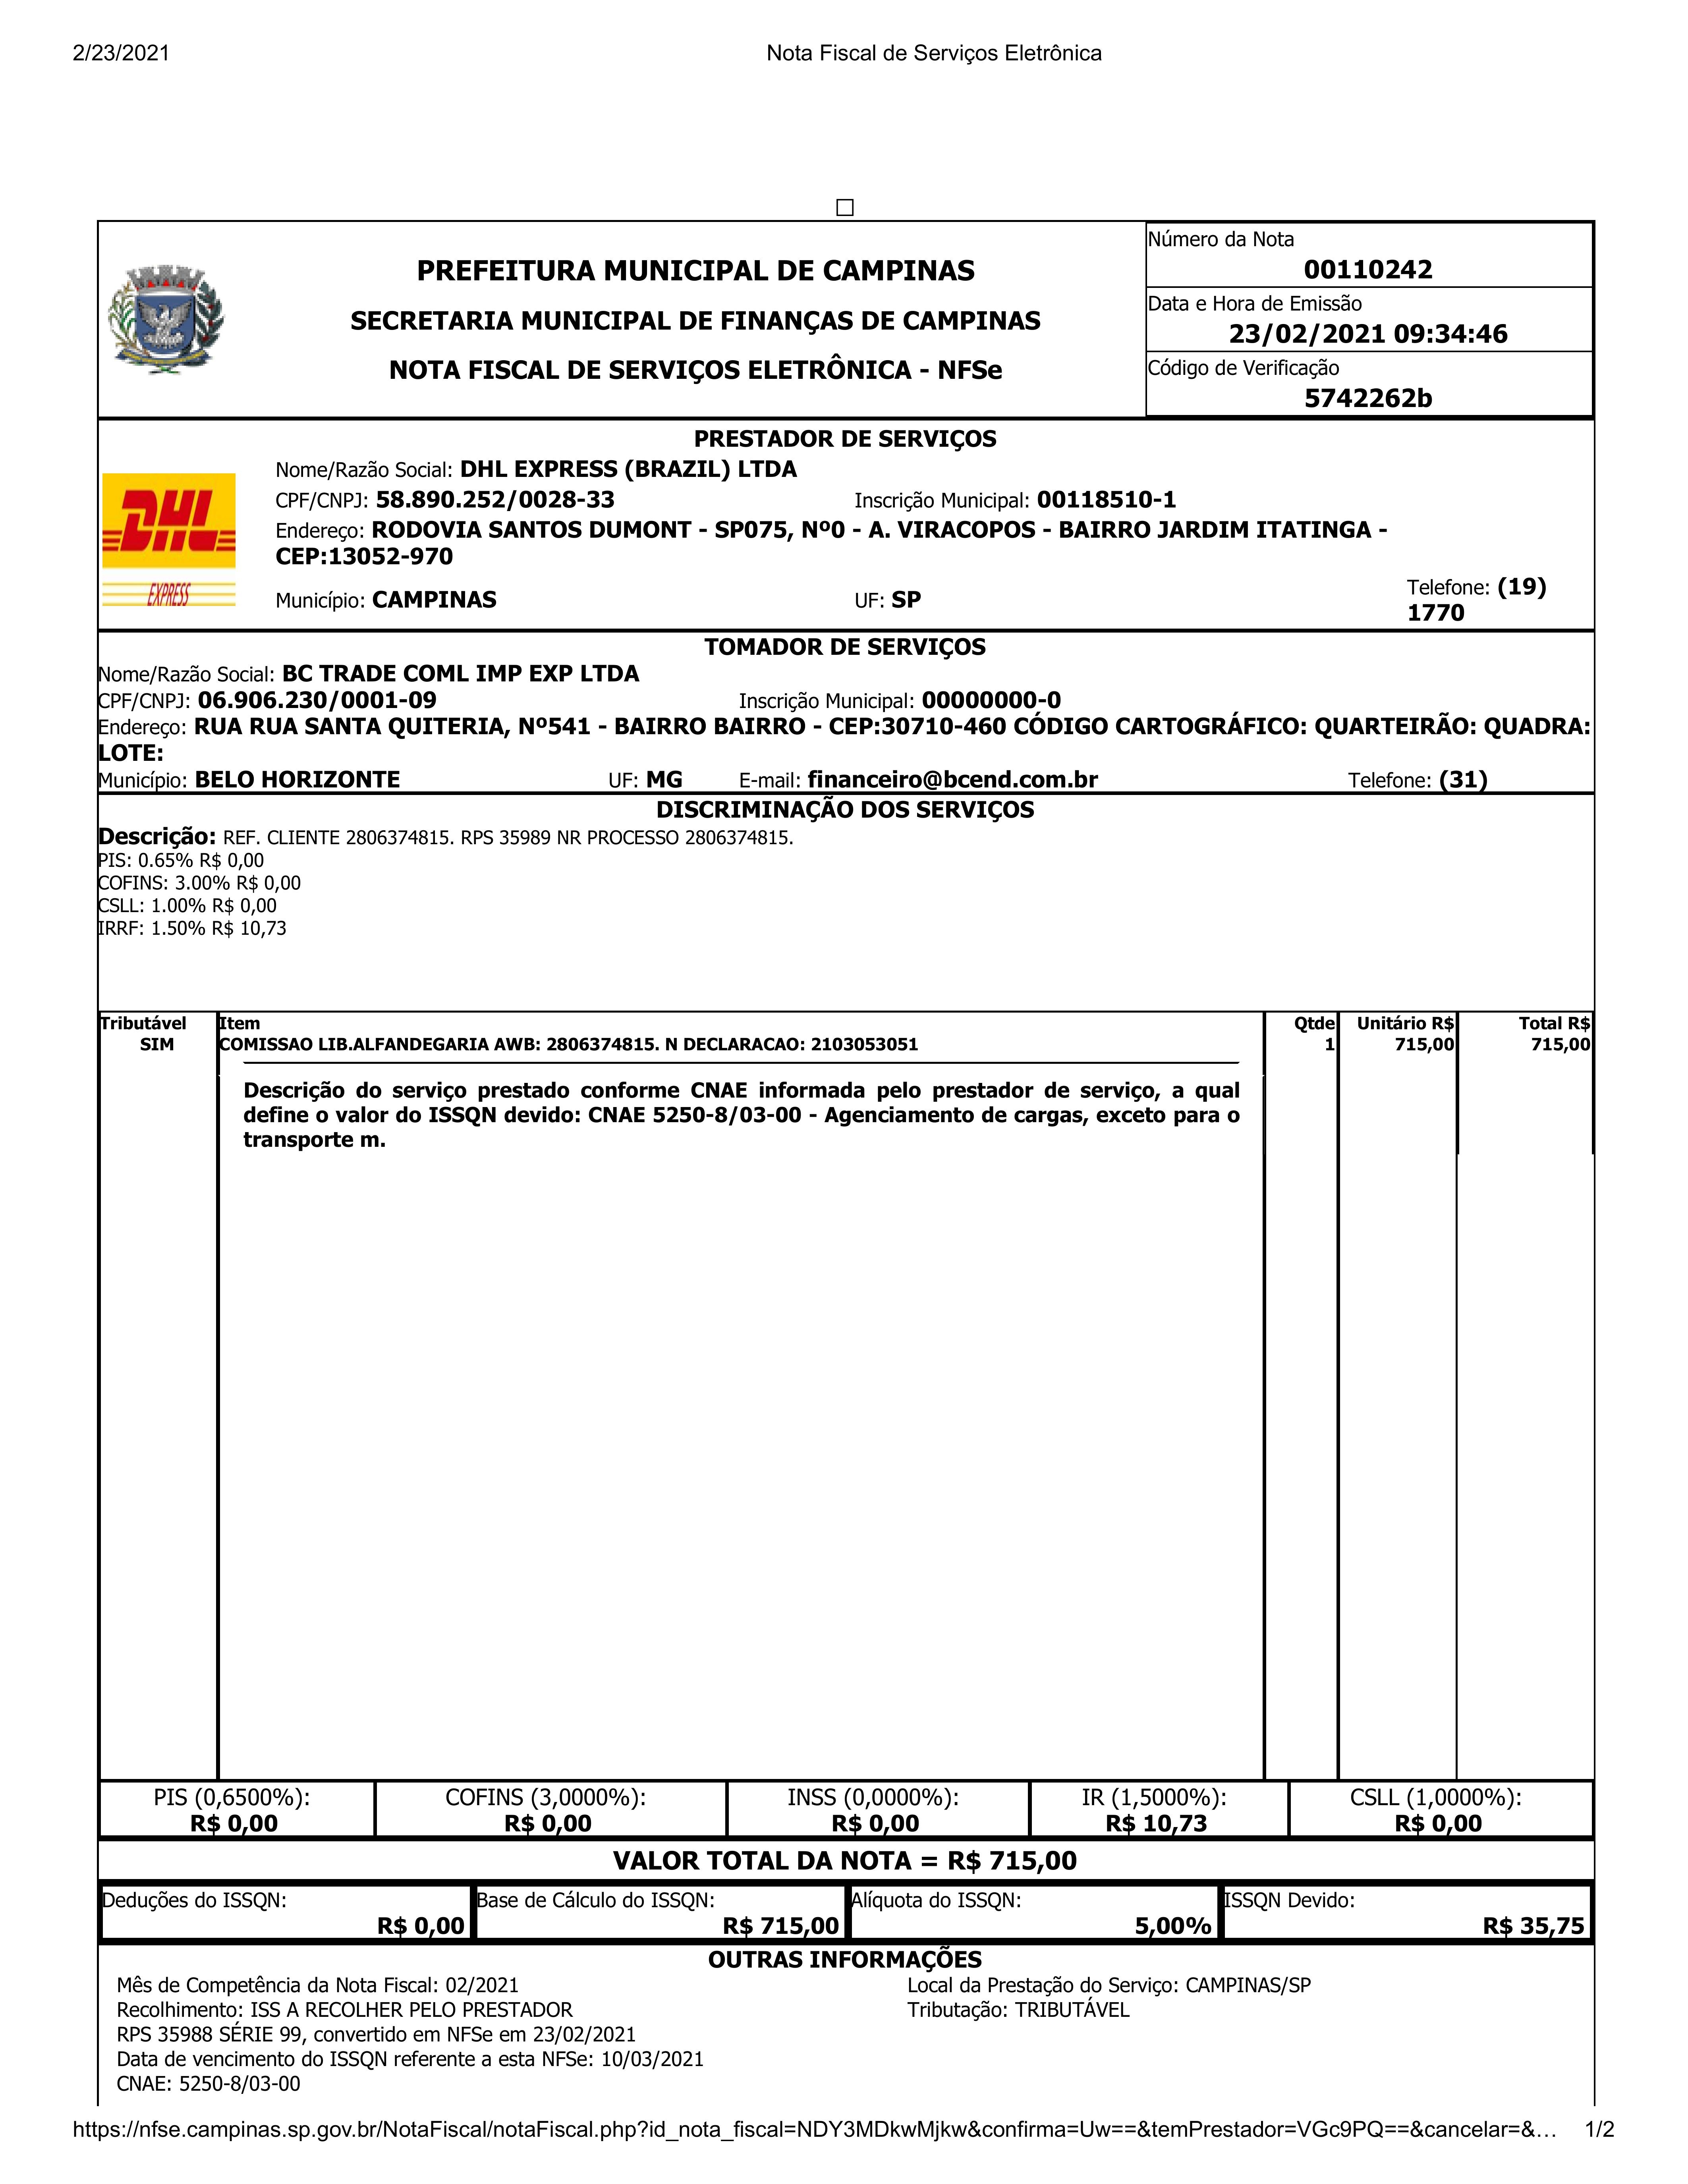 2/23/2021 Nota Fiscal de Serviços Eletrônica
PREFEITURA MUNICIPAL DE CAMPINAS
SECRETARIA MUNICIPAL DE FINANÇAS DE CAMPINAS
NOTA FISCAL DE SERVIÇOS ELETRÔNICA - NFSe
Número da Nota
00110242
Data e Hora de Emissão
23/02/2021 09:34:46
Código de Verificação
5742262b
PRESTADOR DE SERVIÇOS
DHL
EXPRESS
Nome/Razão Social: DHL EXPRESS (BRAZIL) LTDA
CPF/CNPJ: 58.890.252/0028-33 Inscrição Municipal: 00118510-1
Endereço: RODOVIA SANTOS DUMONT - SP075, Nº0 - A. VIRACOPOS - BAIRRO JARDIM ITATINGA -
CEP:13052-970
Município: CAMPINAS UF: SP Telefone: (19)
1770
TOMADOR DE SERVIÇOS
Nome/Razão Social: BC TRADE COML IMP EXP LTDA
CPF/CNPJ: 06.906.230/0001-09 Inscrição Municipal: 00000000-0
Endereço: RUA RUA SANTA QUITERIA, Nº541 - BAIRRO BAIRRO - CEP:30710-460 CÓDIGO CARTOGRÁFICO: QUARTEIRÃO: QUADRA:
LOTE:
Município: BELO HORIZONTE UF: MG E-mail: financeiro@bcend.com.br Telefone: (31)
DISCRIMINAÇÃO DOS SERVIÇOS
Descrição: REF. CLIENTE 2806374815. RPS 35989 NR PROCESSO 2806374815.
PIS: 0.65% R$ 0,00
COFINS: 3.00% R$ 0,00
CSLL: 1.00% R$ 0,00
IRRF: 1.50% R$ 10,73
Tributável Item Qtde Unitário R$ Total R$
SIM COMISSAO LIB.ALFANDEGARIA AWB: 2806374815. N DECLARACAO: 2103053051 1 715,00 715,00
Descrição do serviço prestado conforme CNAE informada pelo prestador de serviço, a qual
define o valor do ISSQN devido: CNAE 5250-8/03-00 - Agenciamento de cargas, exceto para o
transporte m.
PIS (0,6500%): COFINS (3,0000%): INSS (0,0000%): IR (1,5000%): CSLL (1,0000%):
R$ 0,00 R$ 0,00 R$ 0,00 R$ 10,73 R$ 0,00
VALOR TOTAL DA NOTA = R$ 715,00
Deduções do ISSQN: Base de Cálculo do ISSQN: Alíquota do ISSQN: ISSQN Devido:
R$ 0,00 R$ 715,00 5,00% R$ 35,75
OUTRAS INFORMAÇÕES
Mês de Competência da Nota Fiscal: 02/2021 Local da Prestação do Serviço: CAMPINAS/SP
Recolhimento: ISS A RECOLHER PELO PRESTADOR Tributação: TRIBUTÁVEL
RPS 35988 SÉRIE 99, convertido em NFSe em 23/02/2021
Data de vencimento do ISSQN referente a esta NFSe: 10/03/2021
CNAE: 5250-8/03-00
https://nfse.campinas.sp.gov.br/NotaFiscal/notaFiscal.php?id_nota_fiscal=NDY3MDkwMjkw&confirma=Uw==&temPrestador=VGc9PQ==&cancelar=&… 1/2